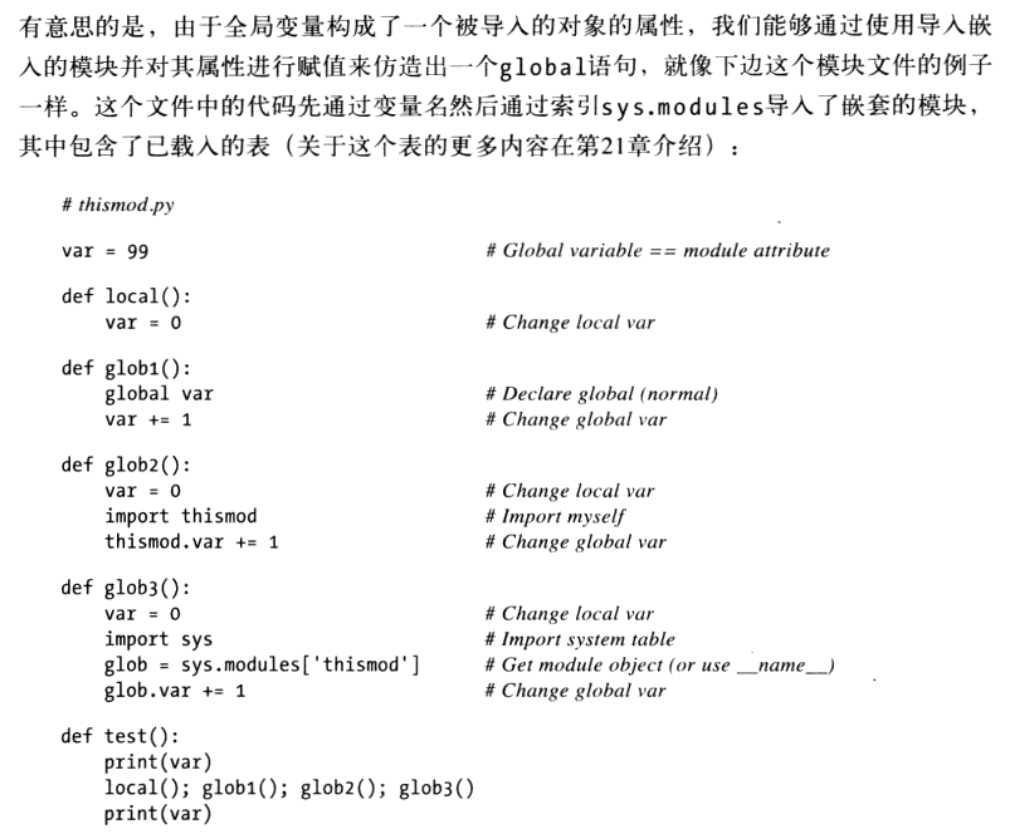 有意思的是，由于全局变量构成了一个被导入的对象的属性，我们能够通过使用导入嵌
入的模块并对其属性进行赋值来仿造出一个global语句，就像下边这个模块文件的例子
一样。这个文件中的代码先通过变量名然后通过索引sys.modules导入了嵌套的模块，
其中包含了已载入的表（关于这个表的更多内容在第21章介绍）：
# thismod.py
var = 99 # Global variable == module attribute
def local():
var = 0 # Change local var
def glob1():
global var # Declare global (normal)
var += 1 # Change global var
def glob2():
var = 0 # Change local var
import thismod # Import myself
thismod.var += 1 # Change global var
def glob3():
var = 0 # Change local var
import sys # Import system table
glob = sys.modules['thismod'] # Get module object (or use __name__)
glob.var += 1 # Change global var
def test():
print(var)
local(); glob1(); glob2(); glob3()
print(var)